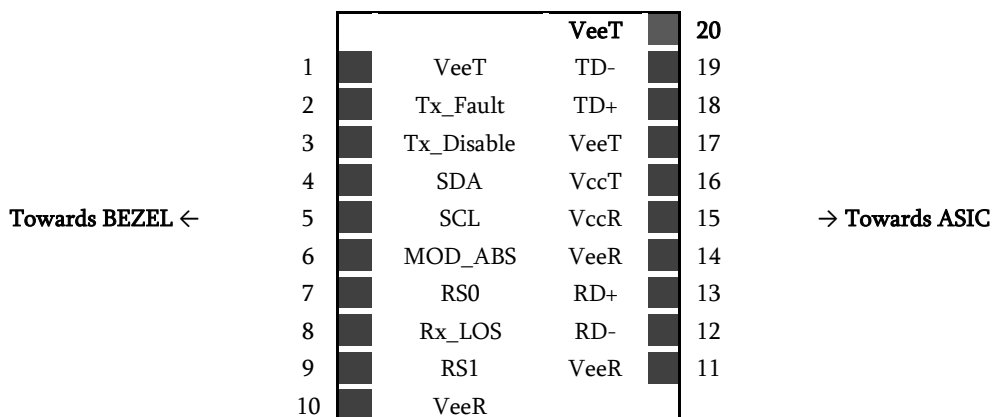 VeeT 20
1 VeeT TD- 19
2 Tx_Fault TD+ 18
3 Tx_Disable VeeT 17
4 SDA VccT 16
Towards BEZEL ← 5 SCL VccR 15 → Towards ASIC
6 MOD_ABS VeeR 14
7 RS0 RD+ 13
8 Rx_LOS RD- 12
9 RS1 VeeR 11
10 VeeR